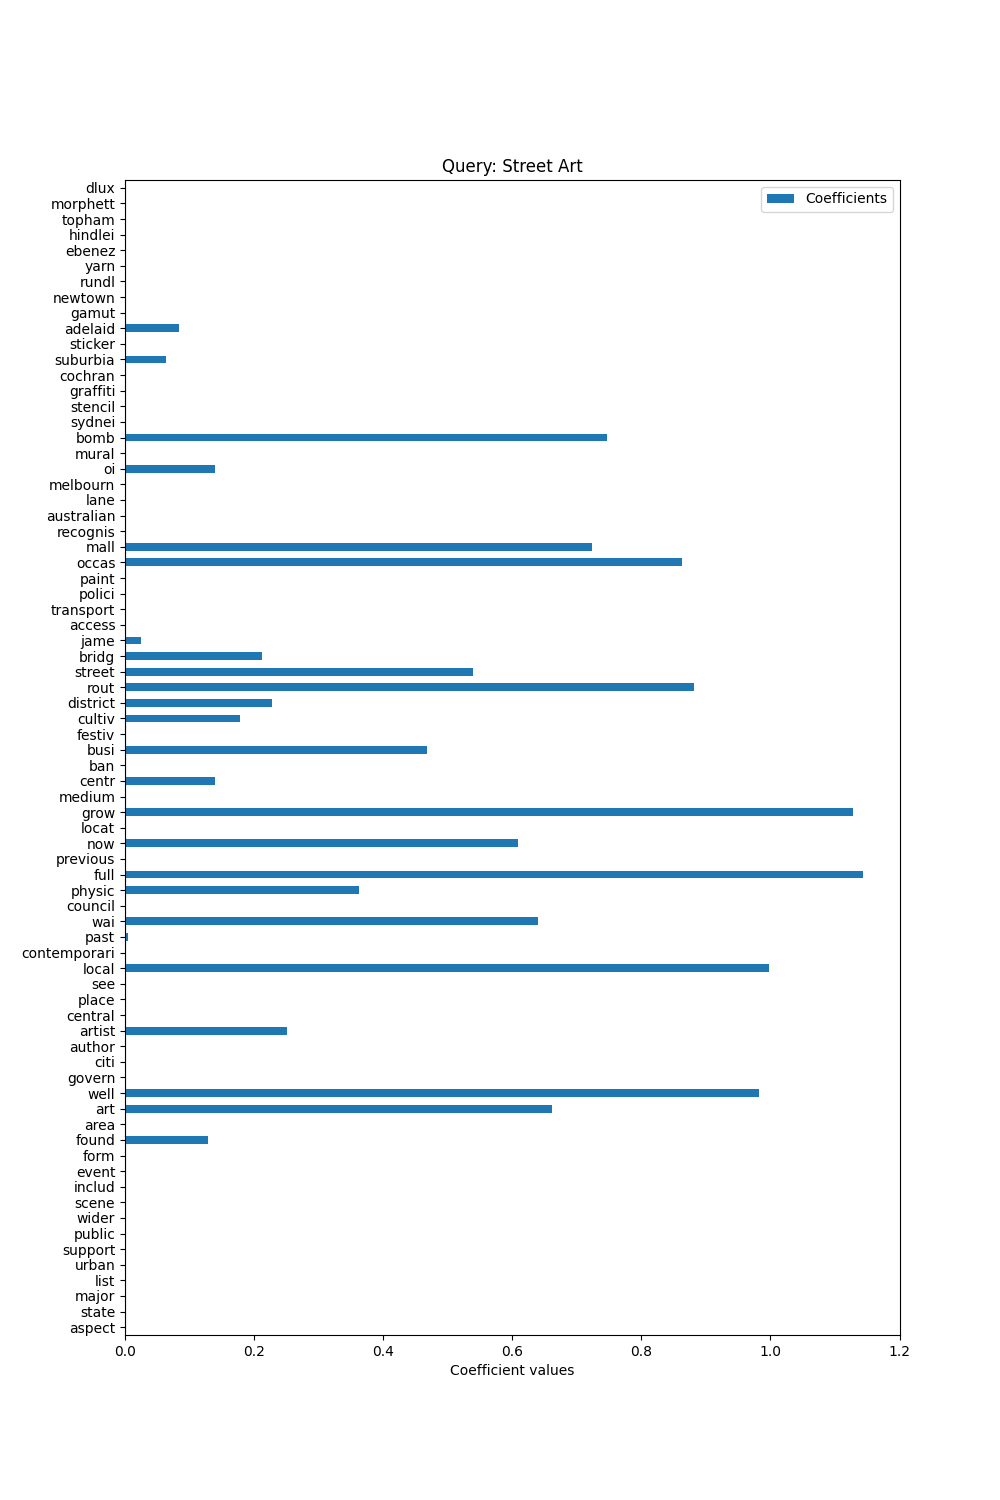 Query: Street Art
Coefficients
dlux
morphett
topham
hindlei
ebenez
yarn
rundl
newtown
gamut
adelaid
sticker
suburbia
cochran
graffiti
stencil
sydnei
bomb
mural
oi
melbourn
lane
australian
recognis
mall
occas
paint
polici
transport
access
jame
bridg
street
rout
district
cultiv
festiv
busi
ban
centr
medium
grow
locat
now
previous
full
physic
council
wai
past
contemporari
local
see
place
central
artist
author
citi
govern
well
art
area
found
form
event
includ
scene
wider
public
support
urban
list
major
state
aspect
0.0 0.2 0.4 0.6 0.8 1.0 1.2
Coefficient values